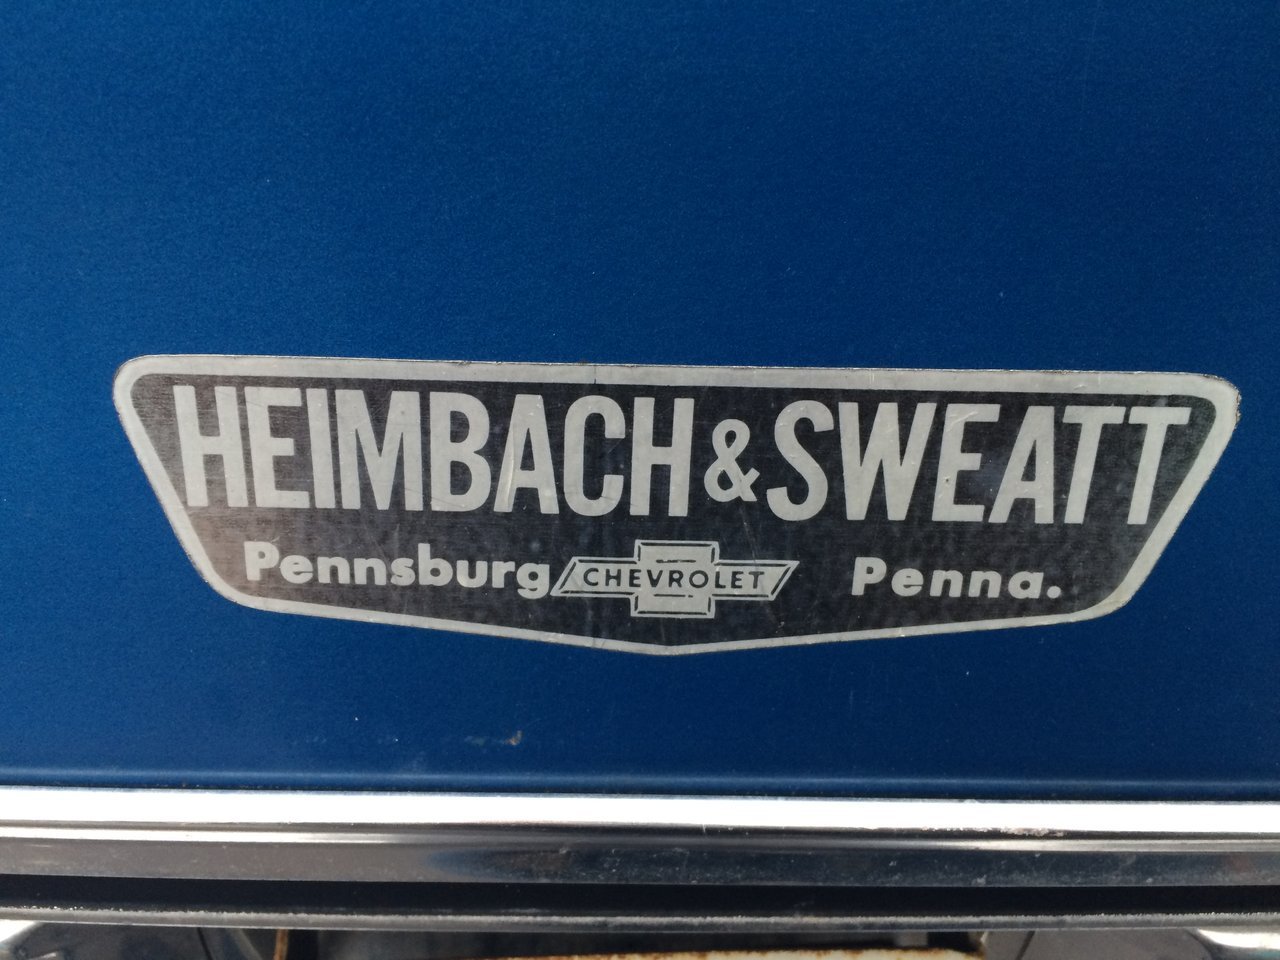 HEIMBACH & SWEATT
Pennsburg CHEVROLET Penna.